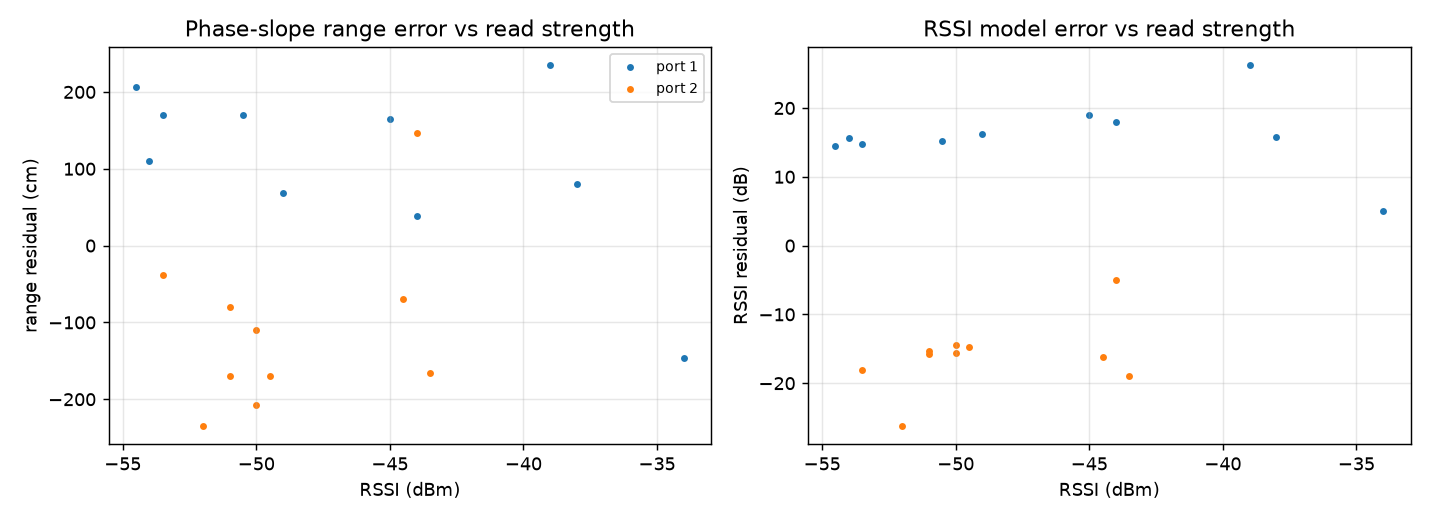 Phase-slope range error vs read strength
range residual (cm)
200
100
0
−100
−200
−55
−50
−45
−40
−35
RSSI (dBm)
port 1
port 2
RSSI model error vs read strength
RSSI residual (dB)
20
10
0
−10
−20
−55
−50
−45
−40
−35
RSSI (dBm)